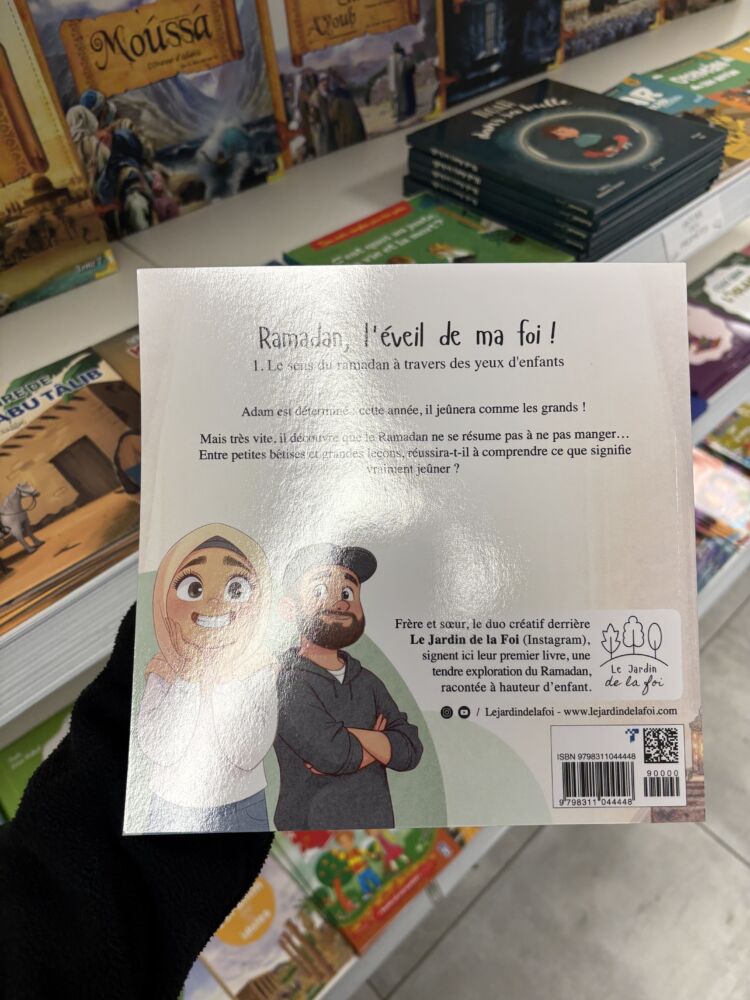 Moussa
Ramadan, l'éveil de ma foi !
1. Le sens du ramadan à travers des yeux d'enfants
Adam est déterminé : cette année, il jeûnera comme les grands !
Mais très vite, il découvre que le Ramadan ne se résume pas à ne pas manger…
Entre petites bêtises et grandes leçons, réussira-t-il à comprendre ce que signifie
vraiment jeûner ?
Frère et sœur, le duo créatif derrière
Le Jardin de la Foi (Instagram),
signent ici leur premier livre, une
tendre exploration du Ramadan,
racontée à hauteur d'enfant.
Le Jardin
de la foi
/ Lejardindelafoi - www.lejardindelafoi.com
ISBN 9798311044448
90000
9 798311 044448
ABU TALIB